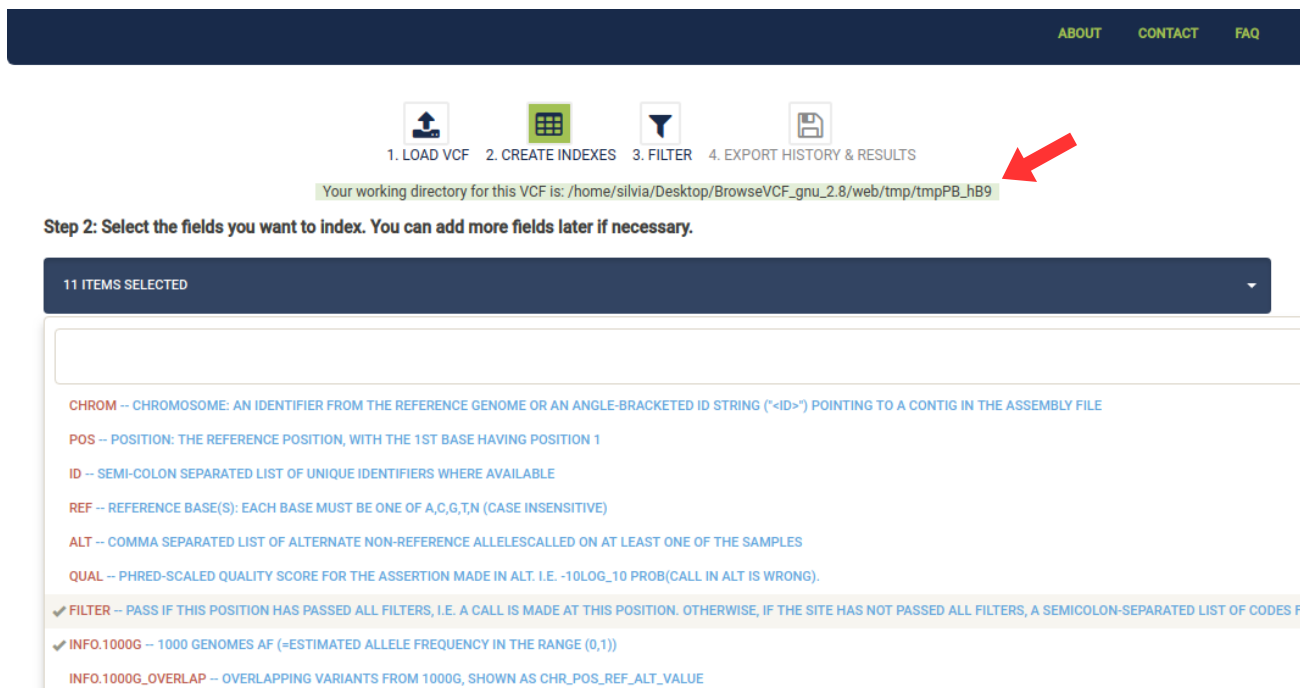 ABOUT CONTACT FAQ
1. LOAD VCF 2. CREATE INDEXES 3. FILTER 4. EXPORT HISTORY & RESULTS
Your working directory for this VCF is: /home/silvia/Desktop/BrowseVCF_gnu_2.8/web/tmp/tmpPB_hB9
Step 2: Select the fields you want to index. You can add more fields later if necessary.
11 ITEMS SELECTED
CHROM -- CHROMOSOME: AN IDENTIFIER FROM THE REFERENCE GENOME OR AN ANGLE-BRACKETED ID STRING ("<ID>") POINTING TO A CONTIG IN THE ASSEMBLY FILE
POS -- POSITION: THE REFERENCE POSITION, WITH THE 1ST BASE HAVING POSITION 1
ID -- SEMI-COLON SEPARATED LIST OF UNIQUE IDENTIFIERS WHERE AVAILABLE
REF -- REFERENCE BASE(S): EACH BASE MUST BE ONE OF A,C,G,T,N (CASE INSENSITIVE)
ALT -- COMMA SEPARATED LIST OF ALTERNATE NON-REFERENCE ALLELESCALLED ON AT LEAST ONE OF THE SAMPLES
QUAL -- PHRED-SCALED QUALITY SCORE FOR THE ASSERTION MADE IN ALT. I.E. -10LOG_10 PROB(CALL IN ALT IS WRONG).
FILTER -- PASS IF THIS POSITION HAS PASSED ALL FILTERS, I.E. A CALL IS MADE AT THIS POSITION. OTHERWISE, IF THE SITE HAS NOT PASSED ALL FILTERS, A SEMICOLON-SEPARATED LIST OF CODES F
INFO.1000G -- 1000 GENOMES AF (=ESTIMATED ALLELE FREQUENCY IN THE RANGE (0,1))
INFO.1000G_OVERLAP -- OVERLAPPING VARIANTS FROM 1000G, SHOWN AS CHR_POS_REF_ALT_VALUE